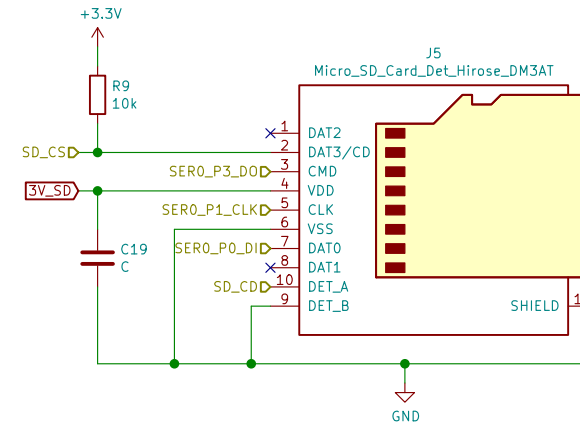 +3.3V
J5
Micro_SD_Card_Det_Hirose_DM3AT
R9
10k
1 DAT2
SD_CS 2 DAT3/CD
SER0_P3_DO 3 CMD
3V_SD 4 VDD
SER0_P1_CLK 5 CLK
6 VSS
C19
SER0_P0_DI 7 DAT0
C
8 DAT1
SD_CD 10 DET_A
9 DET_B
SHIELD
GND